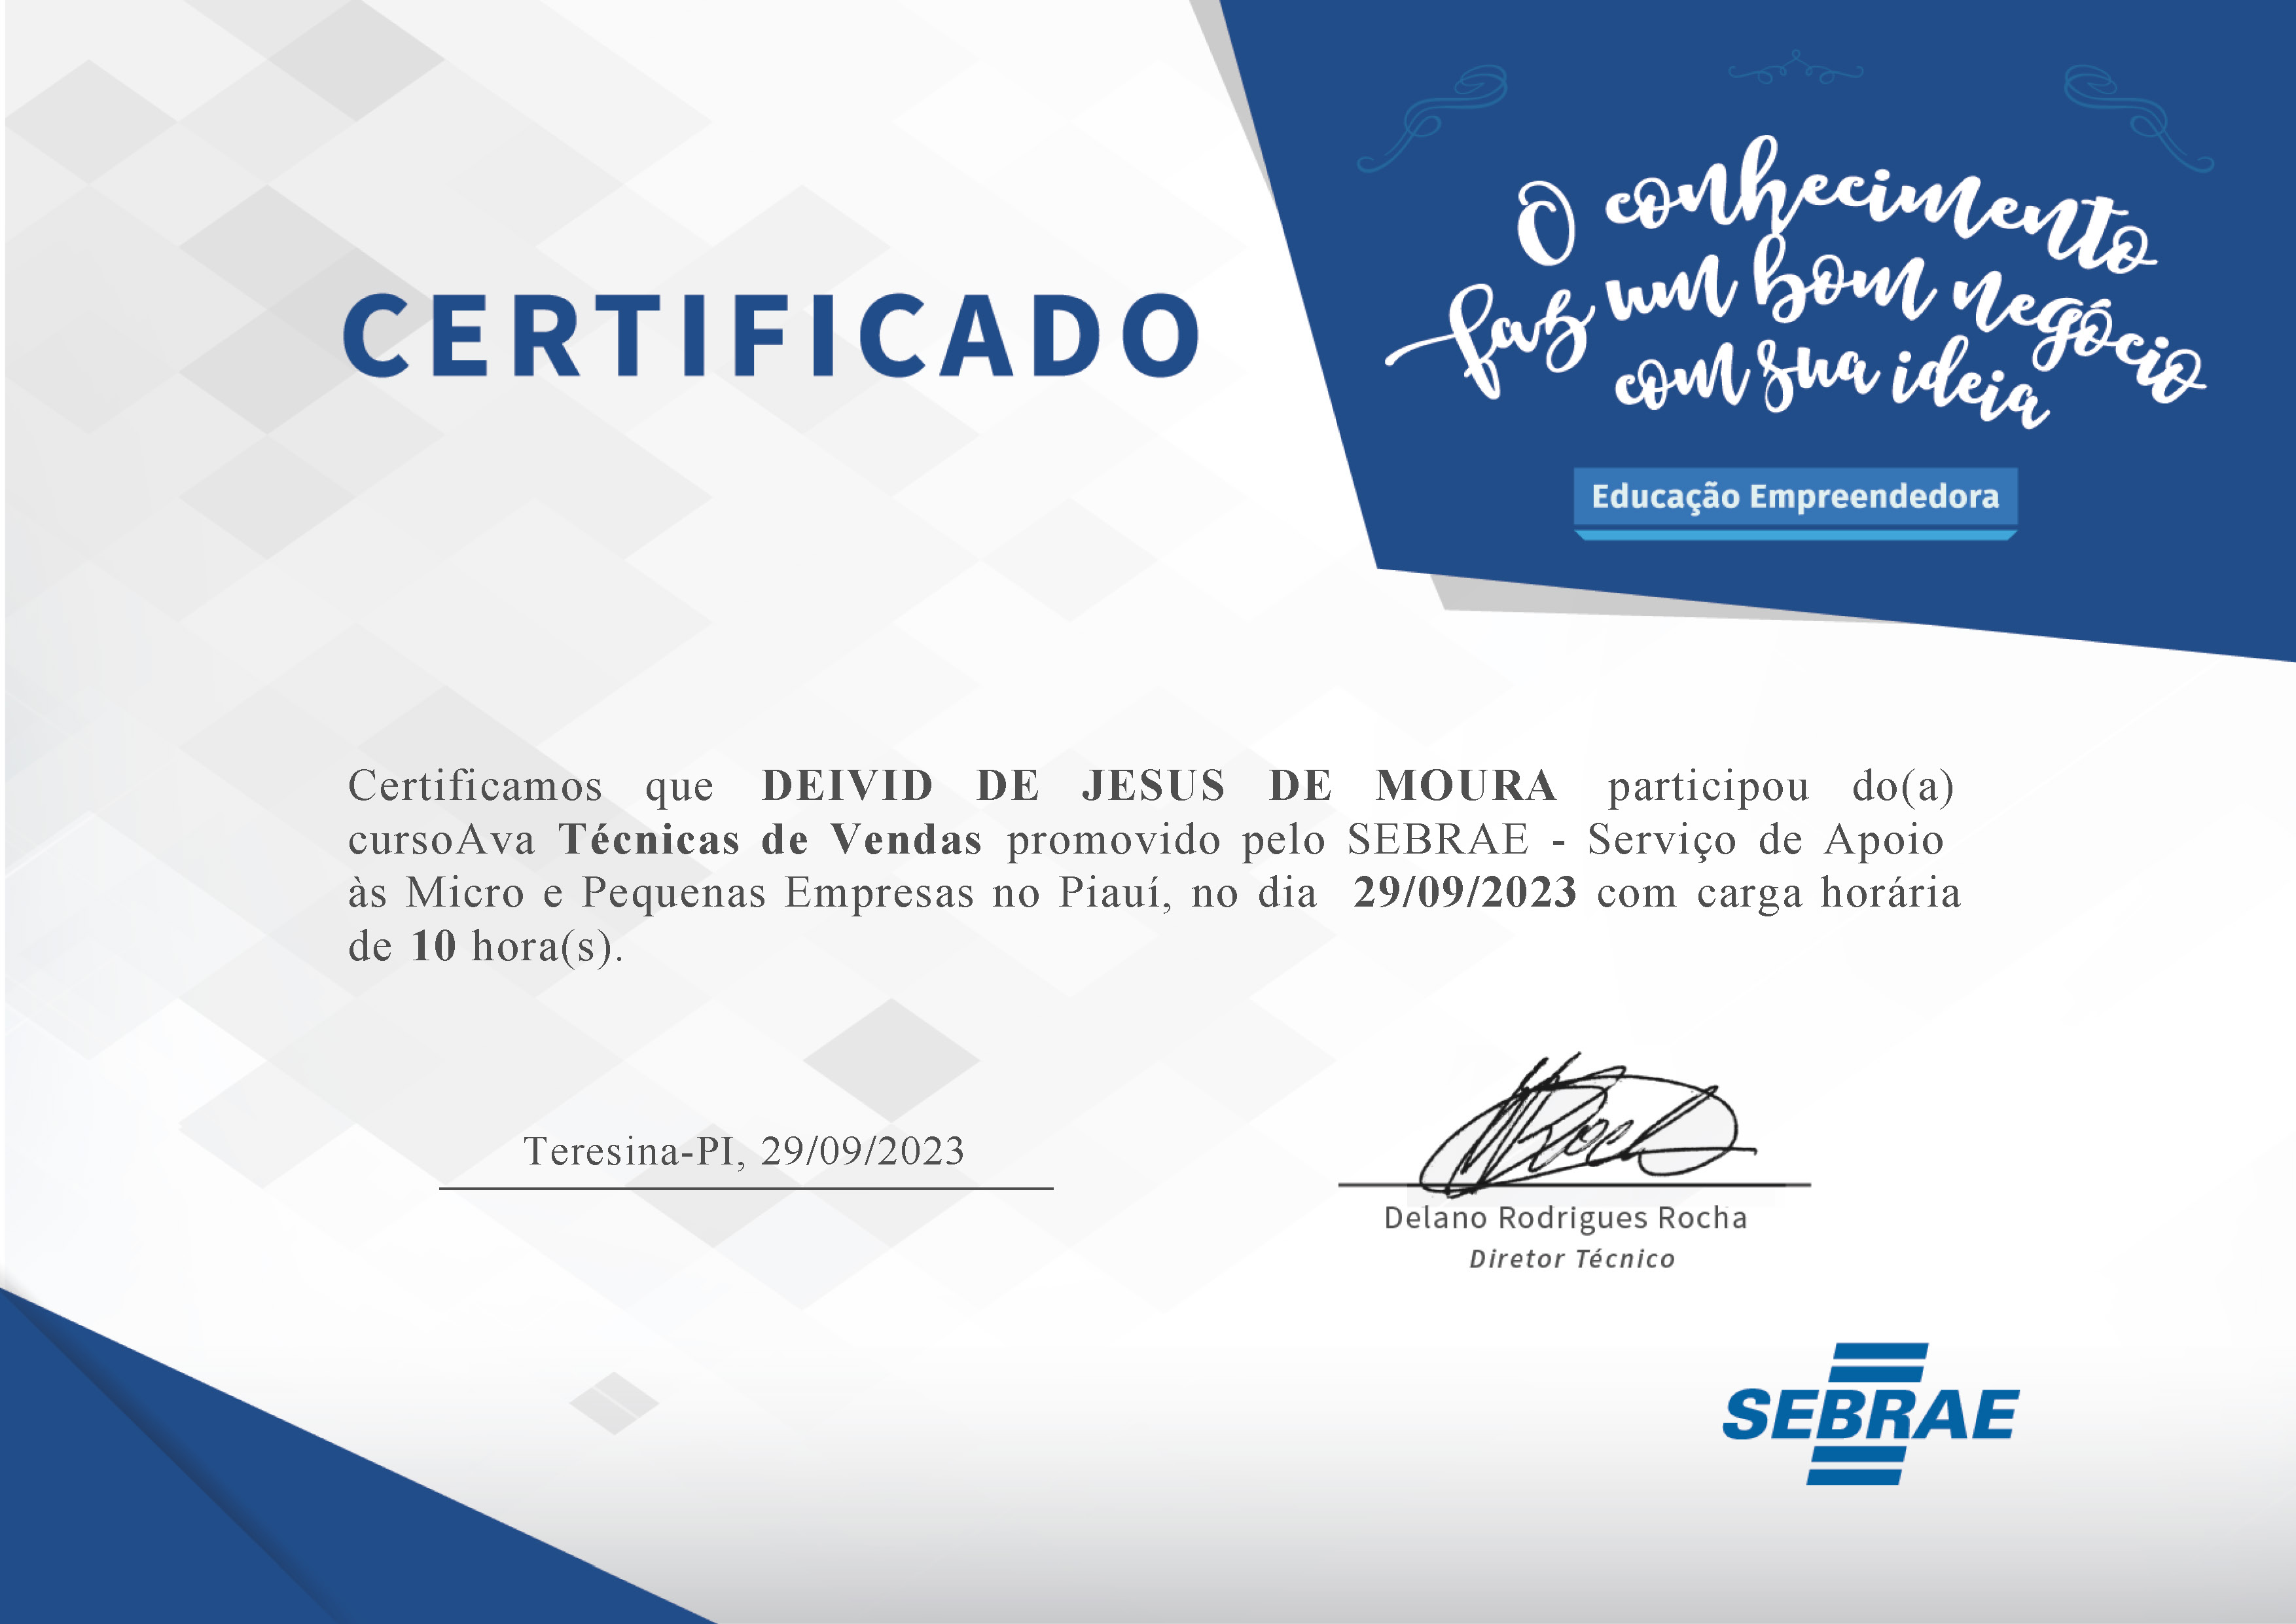 CERTIFICADO
O conhecimento
faz um bom negócio
com sua ideia
Educação Empreendedora
Certificamos que DEIVID DE JESUS DE MOURA participou do(a)
cursoAva Técnicas de Vendas promovido pelo SEBRAE - Serviço de Apoio
às Micro e Pequenas Empresas no Piauí, no dia 29/09/2023 com carga horária
de 10 hora(s).
Teresina-PI, 29/09/2023
Delano Rodrigues Rocha
Diretor Técnico
SEBRAE